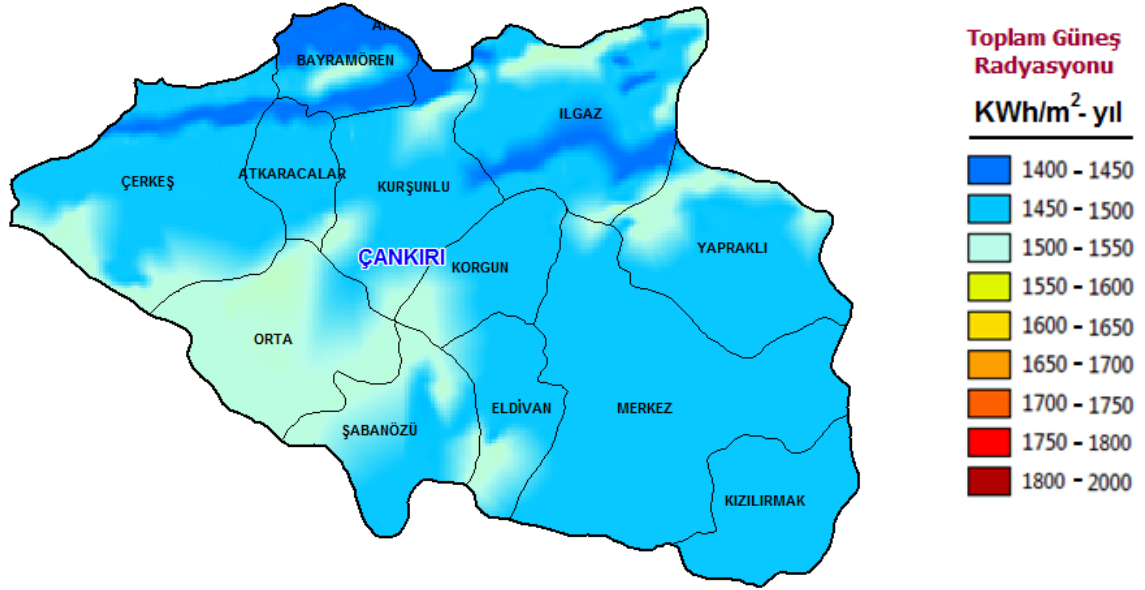 BAYRAMÖREN
ILGAZ
ÇERKEŞ
ATKARACALAR
KURŞUNLU
YAPRAKLI
ÇANKIRI
KORGUN
ORTA
ELDİVAN
MERKEZ
ŞABANÖZÜ
KIZILIRMAK
Toplam Güneş
Radyasyonu
KWh/m²- yıl
1400 - 1450
1450 - 1500
1500 - 1550
1550 - 1600
1600 - 1650
1650 - 1700
1700 - 1750
1750 - 1800
1800 - 2000